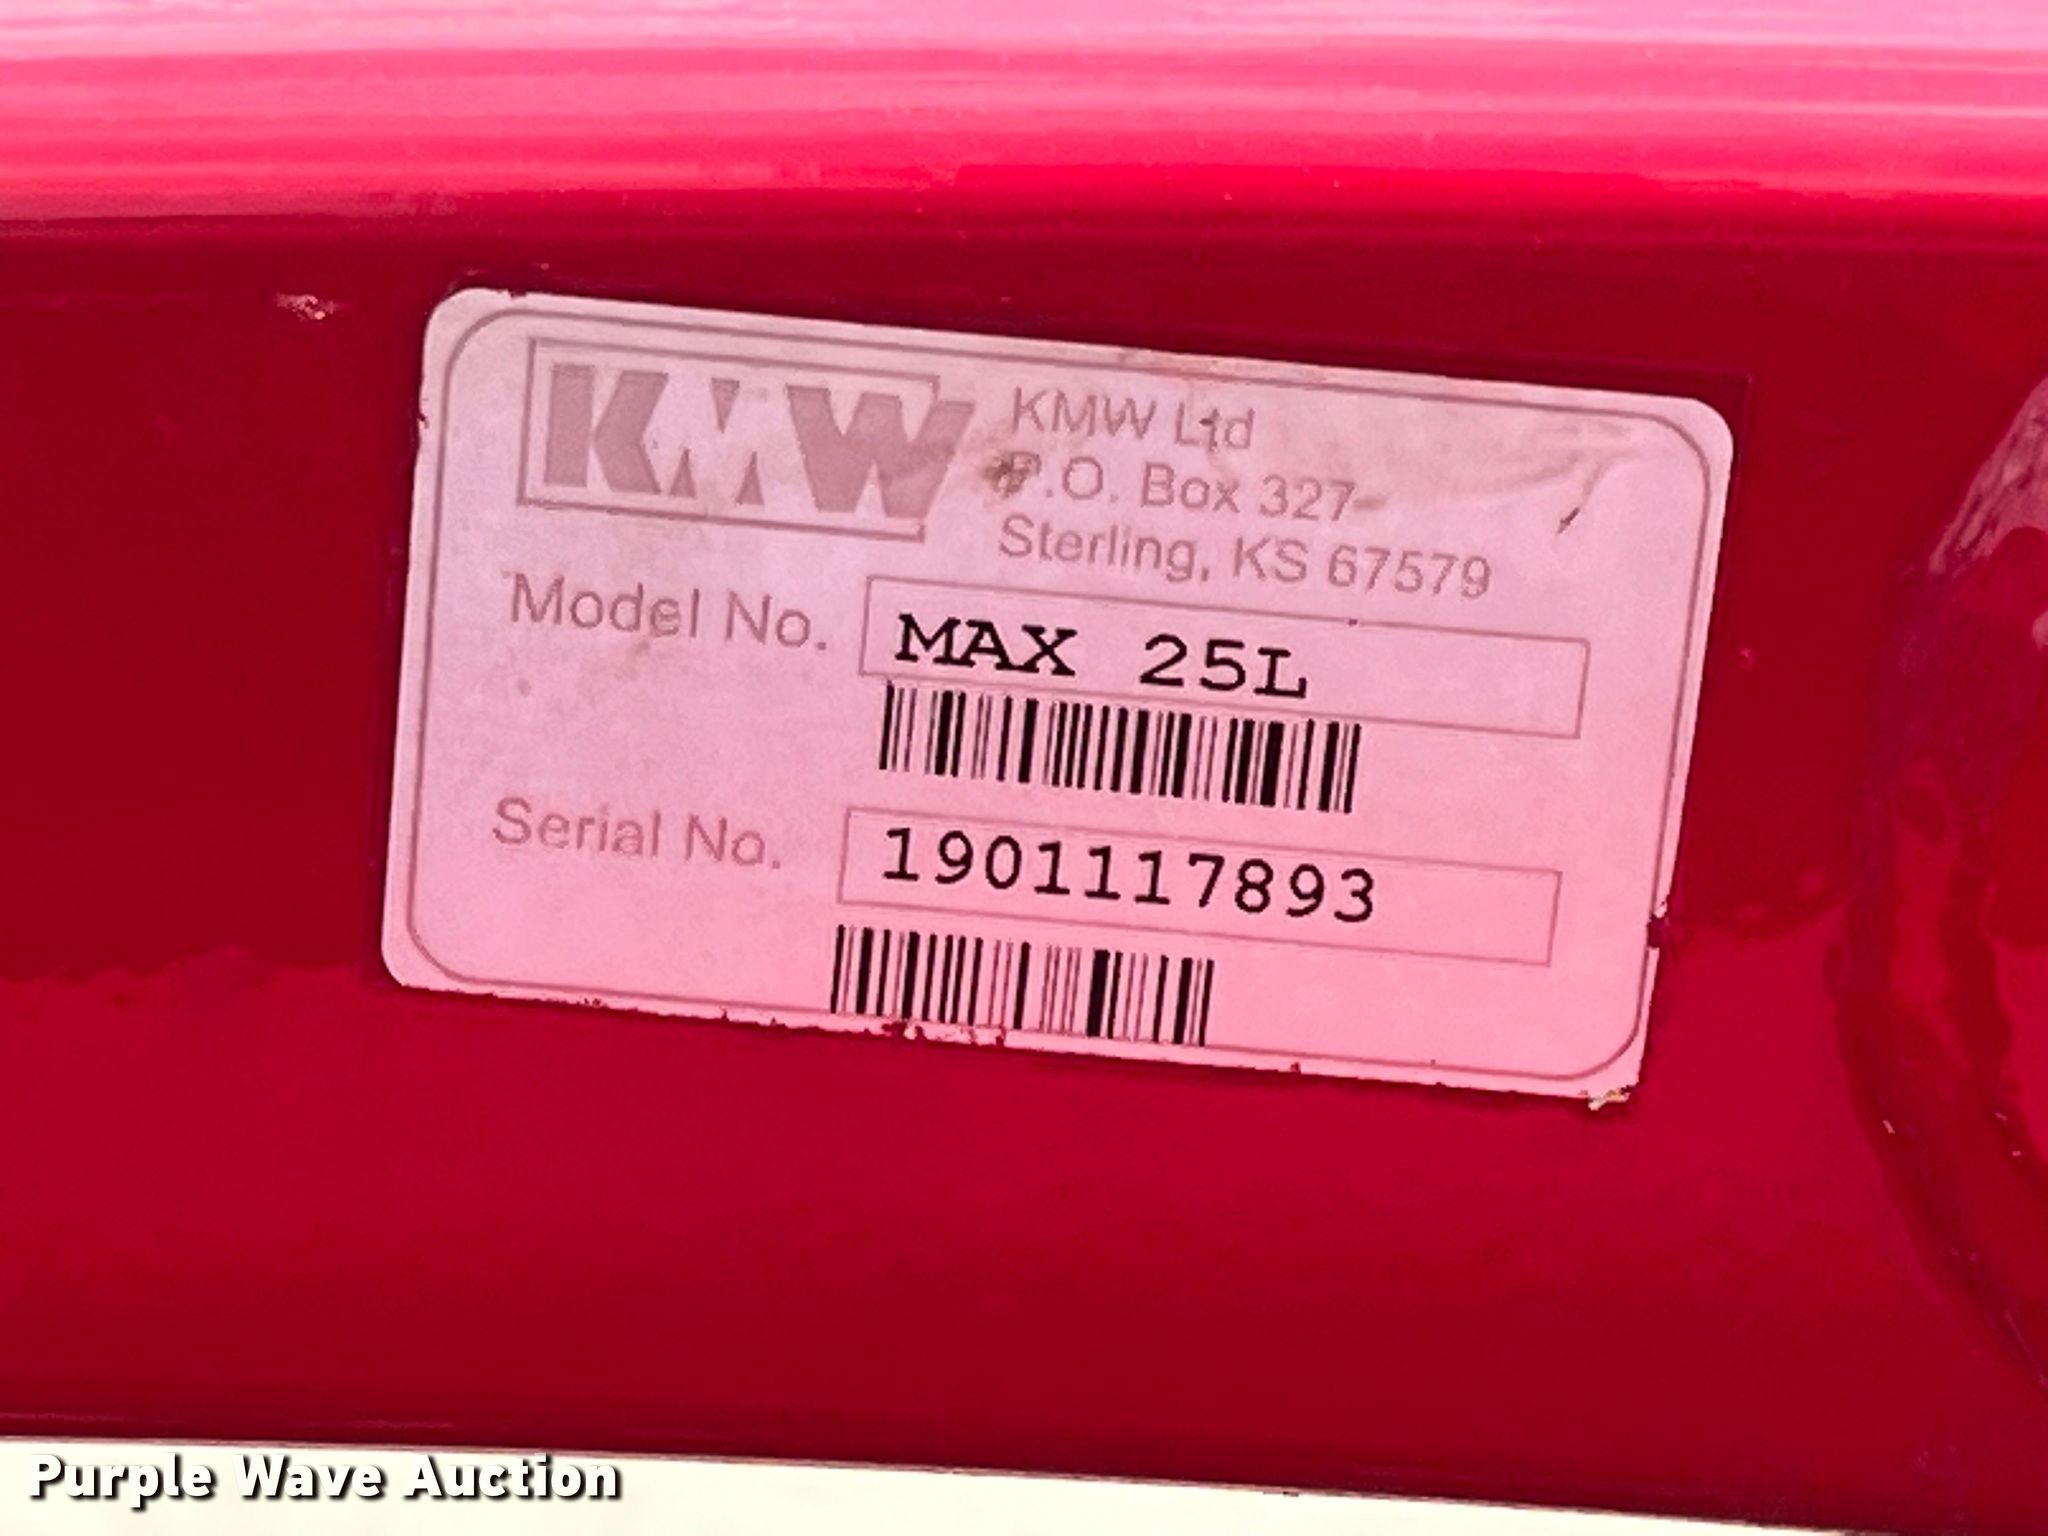 KMW
KMW Ltd
P.O. Box 327
Sterling, KS 67579
Model No. MAX 25L
Serial No. 1901117893
Purple Wave Auction